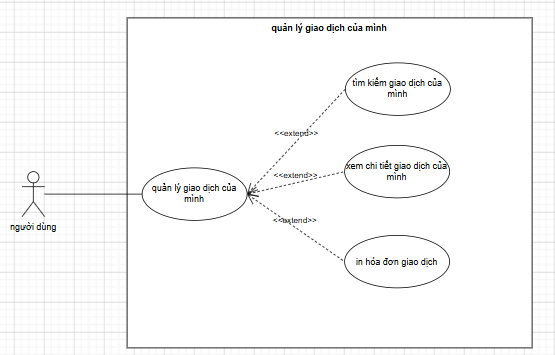 quản lý giao dịch của mình
tìm kiếm giao dịch của
mình
<<extend>>
xem chi tiết giao dịch của
mình
<<extend>>
quản lý giao dịch của
mình
<<extend>>
người dùng
in hóa đơn giao dịch